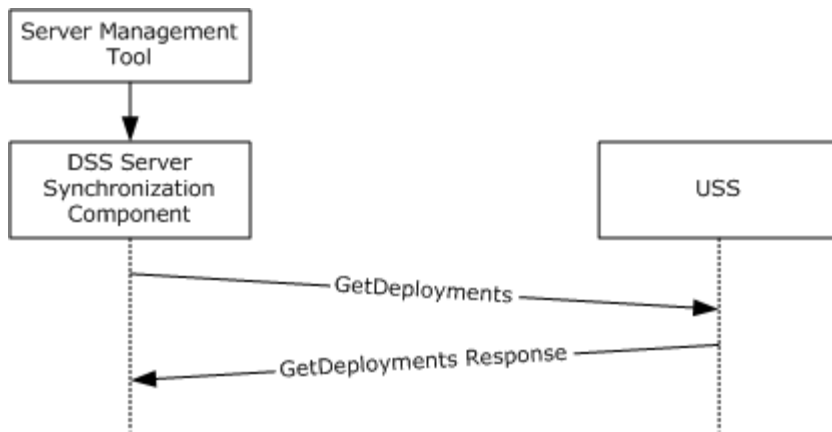 Server Management
Tool
DSS Server
Synchronization
Component
USS
GetDeployments
GetDeployments Response